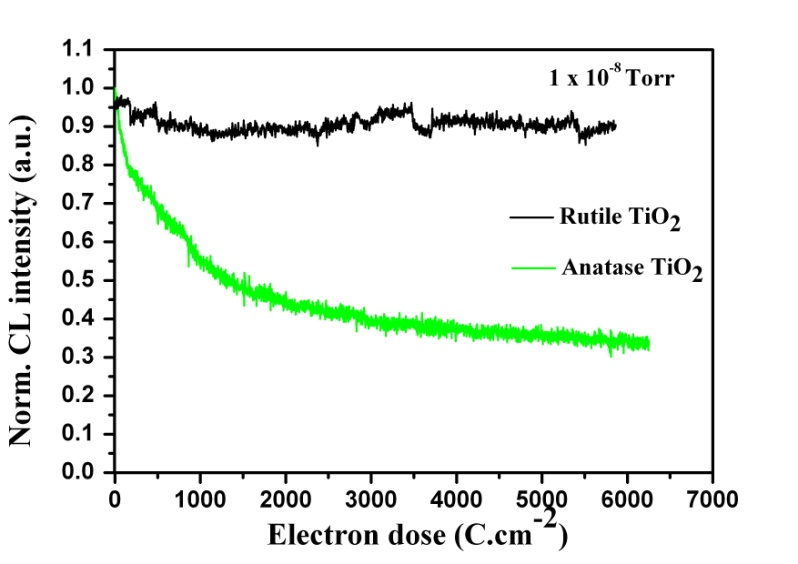 1.1
1 x 10⁻⁸ Torr
1.0
0.9
0.8
0.7
Rutile TiO₂
0.6
Anatase TiO₂
0.5
0.4
0.3
0.2
0.1
0.0
Norm. CL intensity (a.u.)
0 1000 2000 3000 4000 5000 6000 7000
Electron dose (C.cm⁻²)